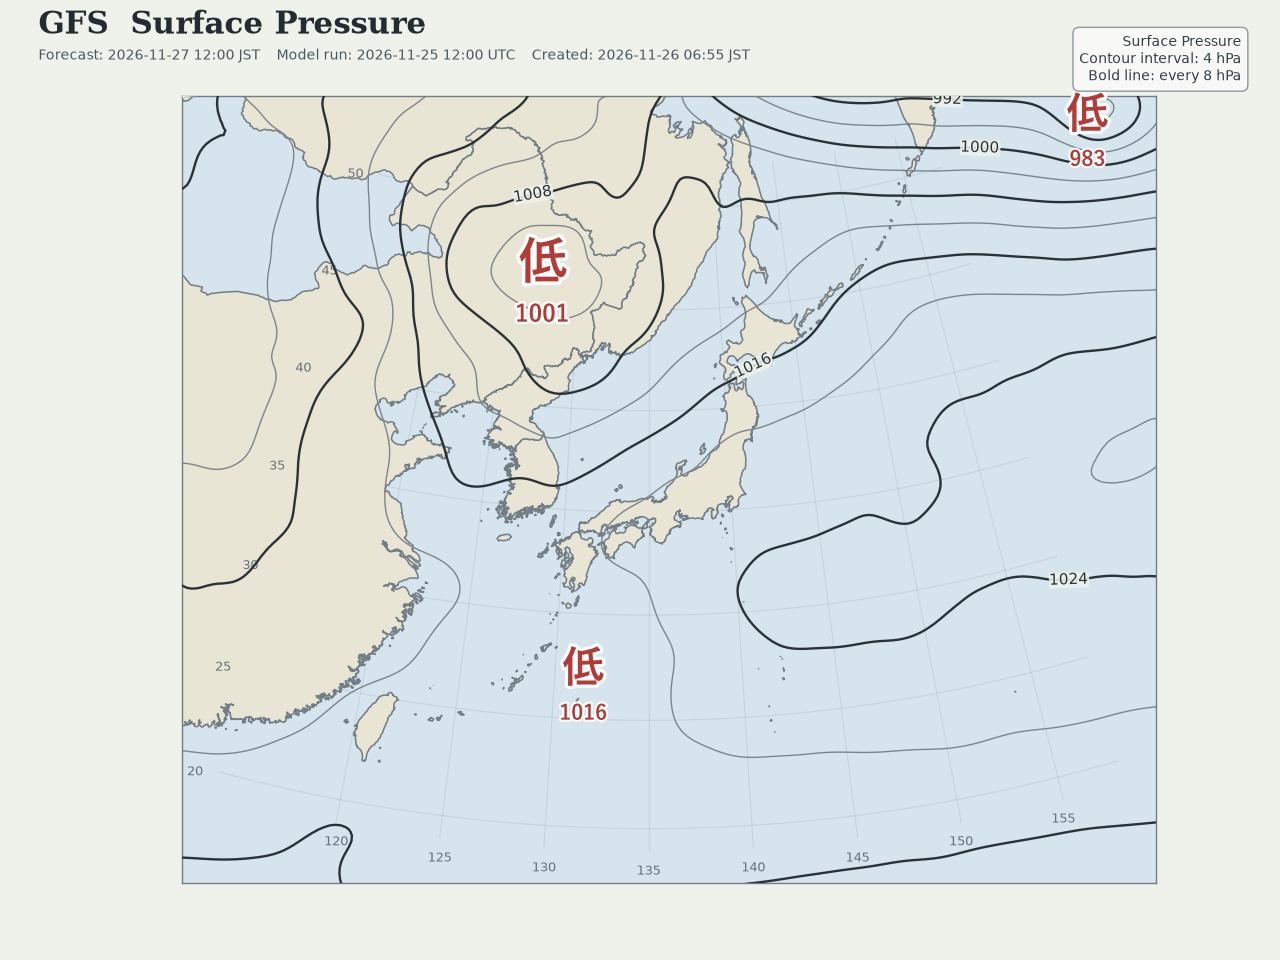 GFS  Surface Pressure
Forecast: 2026-11-27 12:00 JST    Model run: 2026-11-25 12:00 UTC    Created: 2026-11-26 06:55 JST
Surface Pressure
Contour interval: 4 hPa
Bold line: every 8 hPa
992
低
983
1000
50
1008
低
1001
45
40
1016
35
30
1024
25
低
1016
20
120
125
130
135
140
145
150
155